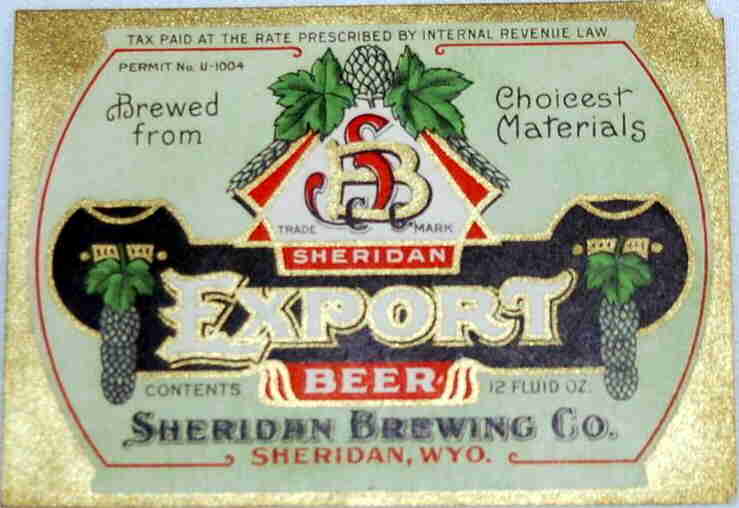 TAX PAID AT THE RATE PRESCRIBED BY INTERNAL REVENUE LAW.
PERMIT No. U-1004
Brewed from
Choicest Materials
SBC
TRADE MARK
SHERIDAN
EXPORT
BEER
CONTENTS 12 FLUID OZ.
SHERIDAN BREWING CO.
SHERIDAN, WYO.